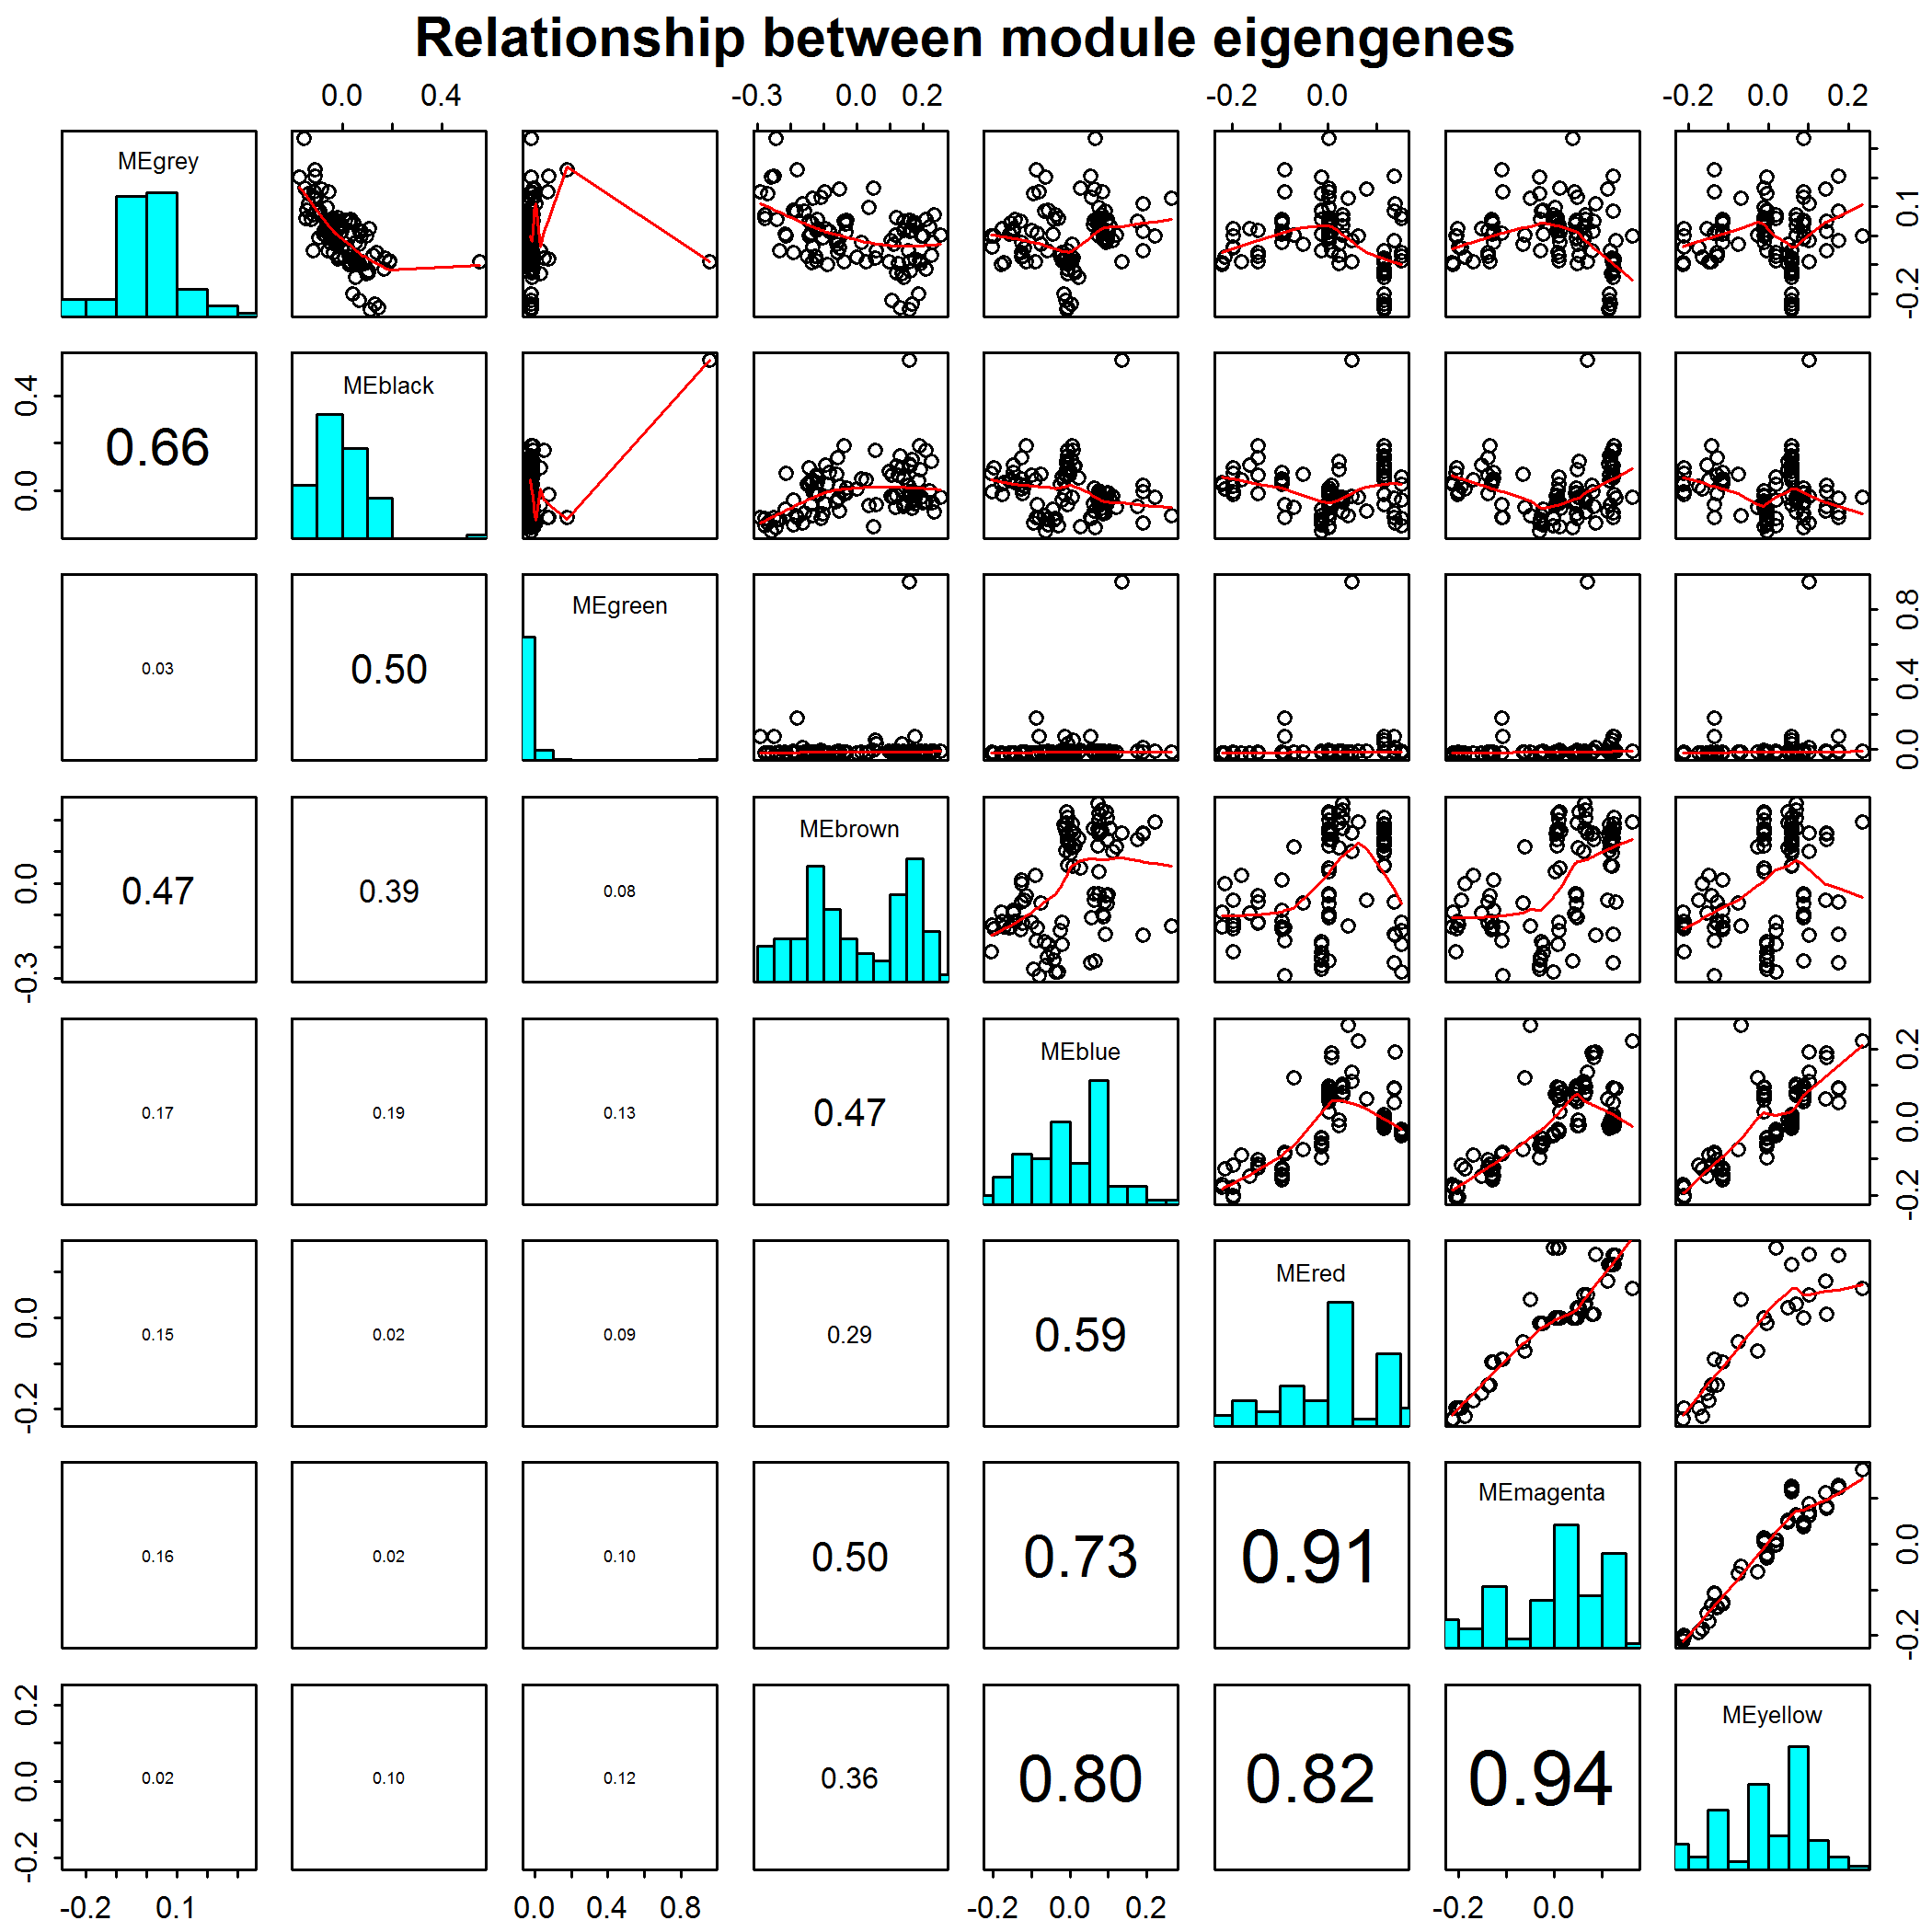 Relationship between module eigengenes
0.0 0.4 -0.3 0.0 0.2 -0.2 0.0 -0.2 0.0 0.2
MEgrey
-0.2 0.1
0.0 0.4
0.66
MEblack
0.03
0.50
MEgreen
0.0 0.4 0.8
-0.3 0.0
0.47
0.39
0.08
MEbrown
0.17
0.19
0.13
0.47
MEblue
-0.2 0.0 0.2
-0.2 0.0
0.15
0.02
0.09
0.29
0.59
MEred
0.16
0.02
0.10
0.50
0.73
0.91
MEmagenta
-0.2 0.0
-0.2 0.0 0.2
0.02
0.10
0.12
0.36
0.80
0.82
0.94
MEyellow
-0.2 0.1 0.0 0.4 0.8 -0.2 0.0 0.2 -0.2 0.0